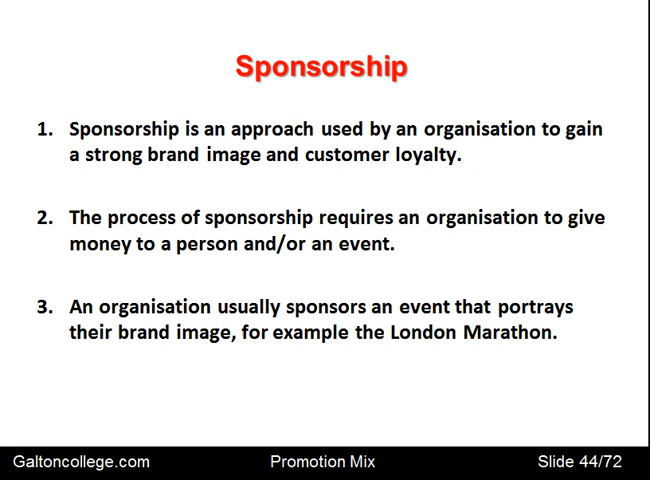 Sponsorship
1. Sponsorship is an approach used by an organisation to gain
a strong brand image and customer loyalty.
2. The process of sponsorship requires an organisation to give
money to a person and/or an event.
3. An organisation usually sponsors an event that portrays
their brand image, for example the London Marathon.
Galtoncollege.com Promotion Mix Slide 44/72